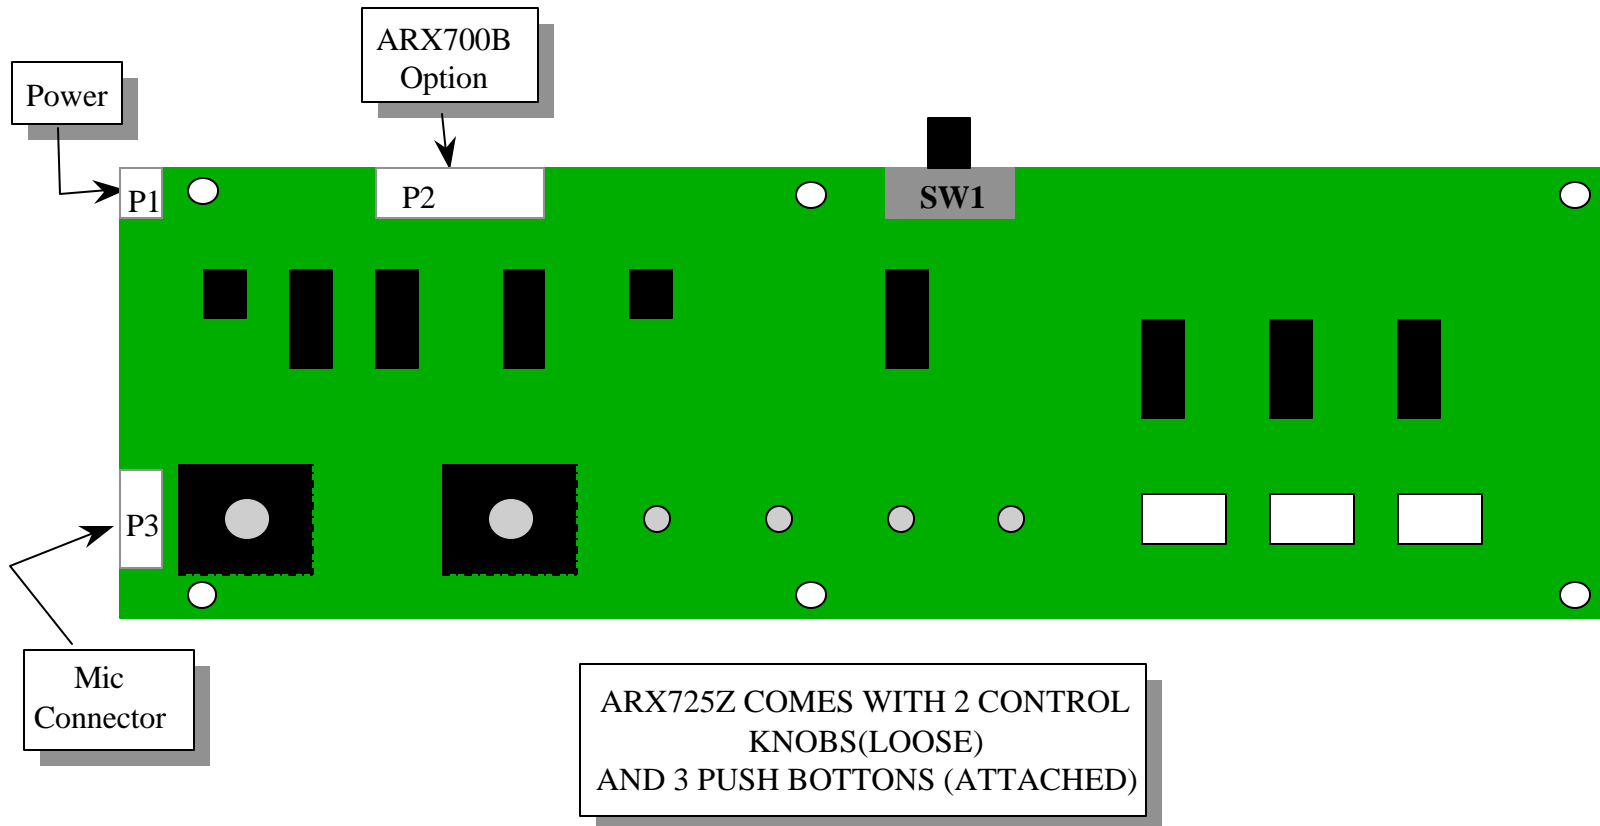 ARX700B
Option
Power
P1
P2
SW1
P3
Mic
Connector
ARX725Z COMES WITH 2 CONTROL
KNOBS(LOOSE)
AND 3 PUSH BOTTONS (ATTACHED)